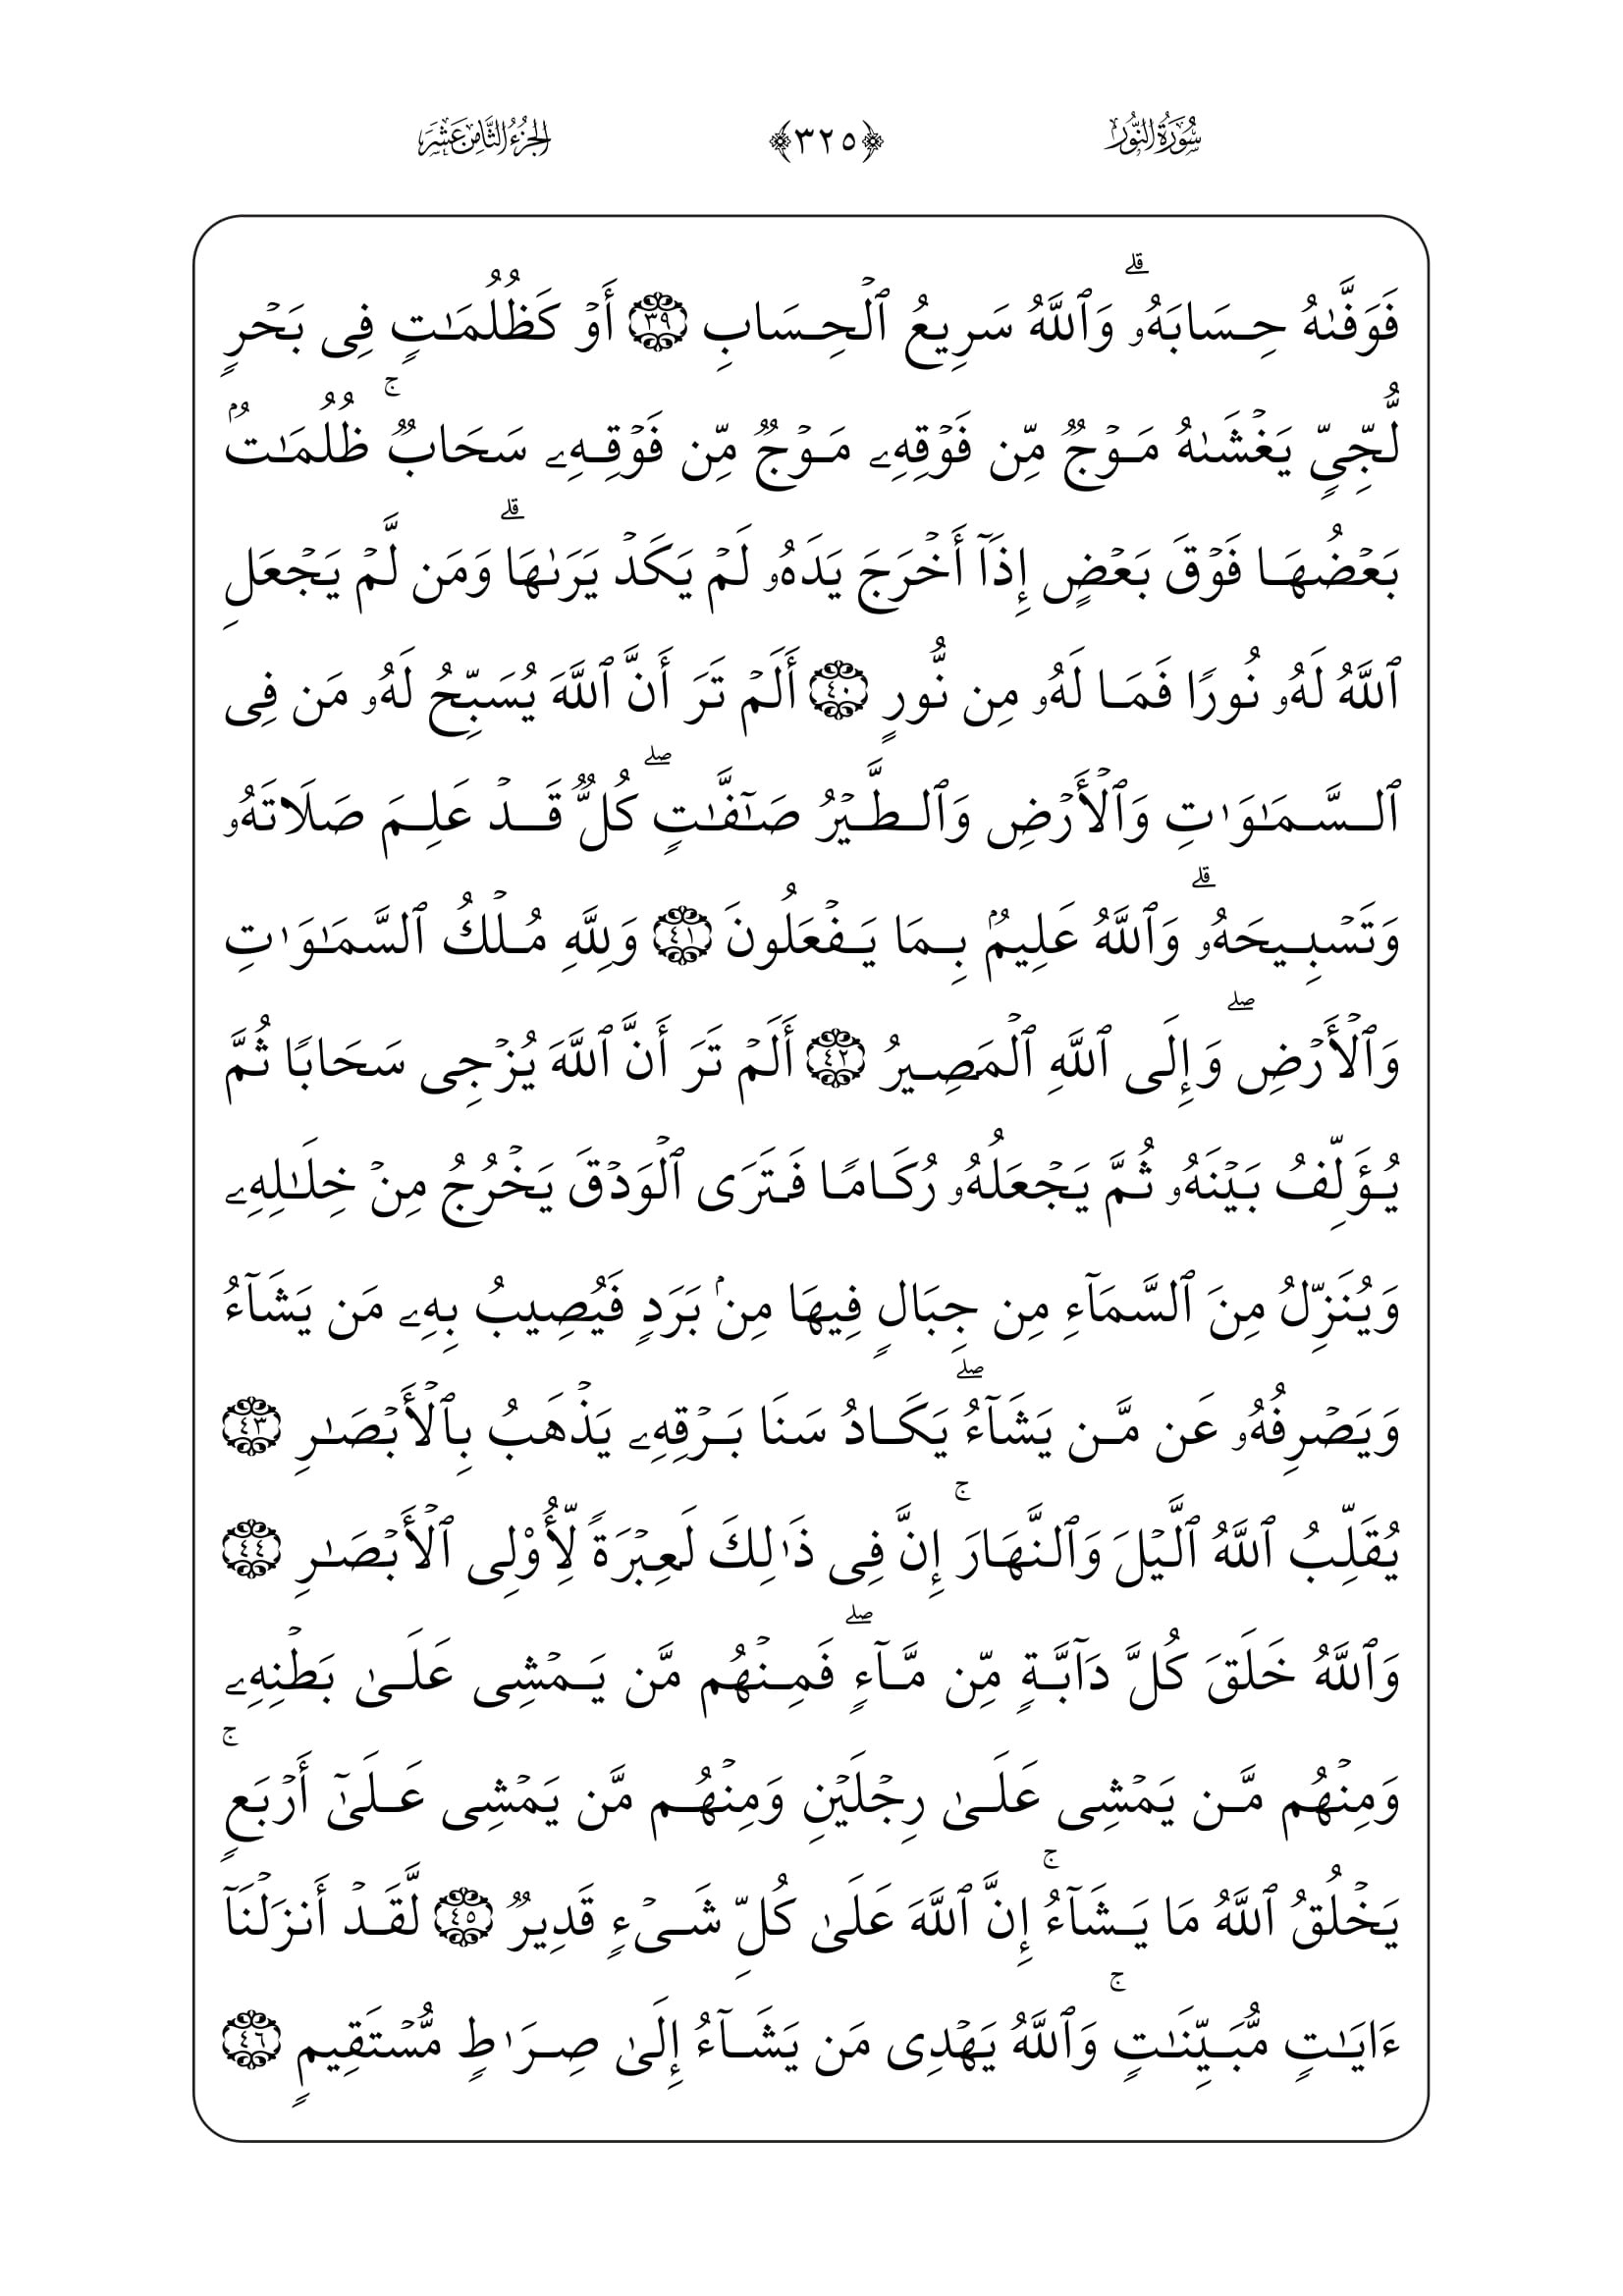 سُورَةُ النُّورِ ﴿٣٢٥﴾ الجُزْءُ الثَّامِنَ عَشَرَ
فَوَفَّىٰهُ حِسَابَهُۥۗ وَٱللَّهُ سَرِيعُ ٱلْحِسَابِ ٣٩ أَوْ كَظُلُمَـٰتٍ فِى بَحْرٍ
لُّجِّىٍّ يَغْشَىٰهُ مَوْجٌ مِّن فَوْقِهِۦ مَوْجٌ مِّن فَوْقِهِۦ سَحَابٌۚ ظُلُمَـٰتٌۢ
بَعْضُهَا فَوْقَ بَعْضٍ إِذَآ أَخْرَجَ يَدَهُۥ لَمْ يَكَدْ يَرَىٰهَاۗ وَمَن لَّمْ يَجْعَلِ
ٱللَّهُ لَهُۥ نُورًا فَمَا لَهُۥ مِن نُّورٍ ٤٠ أَلَمْ تَرَ أَنَّ ٱللَّهَ يُسَبِّحُ لَهُۥ مَن فِى
ٱلسَّمَـٰوَٰتِ وَٱلْأَرْضِ وَٱلطَّيْرُ صَـٰٓفَّـٰتٍۖ كُلٌّ قَدْ عَلِمَ صَلَاتَهُۥ
وَتَسْبِيحَهُۥۗ وَٱللَّهُ عَلِيمٌۢ بِمَا يَفْعَلُونَ ٤١ وَلِلَّهِ مُلْكُ ٱلسَّمَـٰوَٰتِ
وَٱلْأَرْضِۖ وَإِلَى ٱللَّهِ ٱلْمَصِيرُ ٤٢ أَلَمْ تَرَ أَنَّ ٱللَّهَ يُزْجِى سَحَابًا ثُمَّ
يُؤَلِّفُ بَيْنَهُۥ ثُمَّ يَجْعَلُهُۥ رُكَامًا فَتَرَى ٱلْوَدْقَ يَخْرُجُ مِنْ خِلَـٰلِهِۦ
وَيُنَزِّلُ مِنَ ٱلسَّمَآءِ مِن جِبَالٍ فِيهَا مِنۢ بَرَدٍ فَيُصِيبُ بِهِۦ مَن يَشَآءُ
وَيَصْرِفُهُۥ عَن مَّن يَشَآءُۖ يَكَادُ سَنَا بَرْقِهِۦ يَذْهَبُ بِٱلْأَبْصَـٰرِ ٤٣
يُقَلِّبُ ٱللَّهُ ٱلَّيْلَ وَٱلنَّهَارَۚ إِنَّ فِى ذَٰلِكَ لَعِبْرَةً لِّأُو۟لِى ٱلْأَبْصَـٰرِ ٤٤
وَٱللَّهُ خَلَقَ كُلَّ دَآبَّةٍ مِّن مَّآءٍۖ فَمِنْهُم مَّن يَمْشِى عَلَىٰ بَطْنِهِۦ
وَمِنْهُم مَّن يَمْشِى عَلَىٰ رِجْلَيْنِ وَمِنْهُم مَّن يَمْشِى عَلَىٰٓ أَرْبَعٍۚ
يَخْلُقُ ٱللَّهُ مَا يَشَآءُۚ إِنَّ ٱللَّهَ عَلَىٰ كُلِّ شَىْءٍ قَدِيرٌ ٤٥ لَّقَدْ أَنزَلْنَآ
ءَايَـٰتٍ مُّبَيِّنَـٰتٍۚ وَٱللَّهُ يَهْدِى مَن يَشَآءُ إِلَىٰ صِرَٰطٍ مُّسْتَقِيمٍ ٤٦